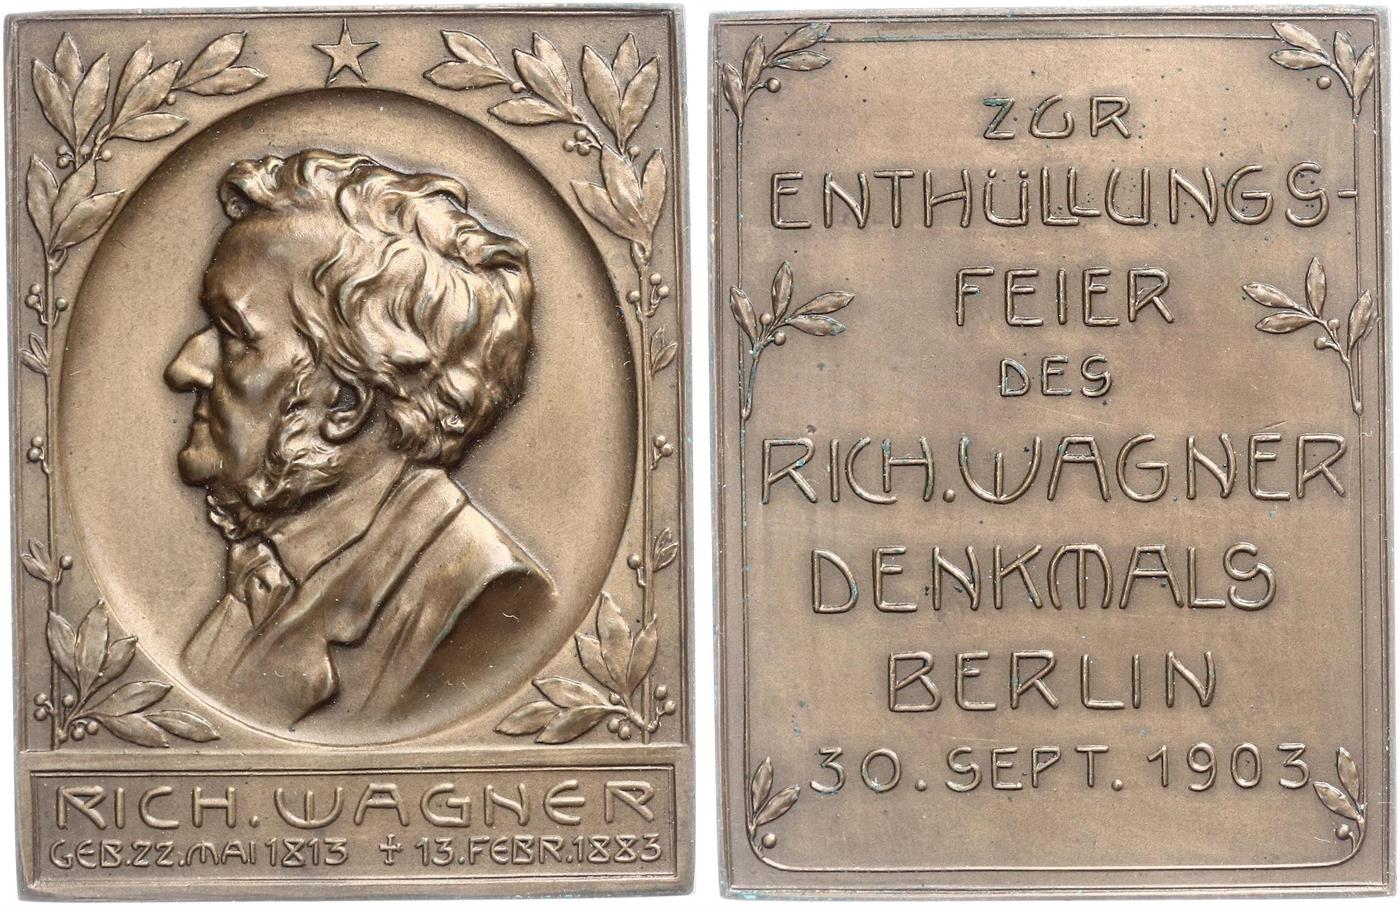 RICH. WAGNER
GEB. 22. MAI 1813 ✝ 13. FEBR. 1883
ZUR
ENTHÜLLUNGS-
FEIER
DES
RICH. WAGNER
DENKMALS
BERLIN
30. SEPT. 1903